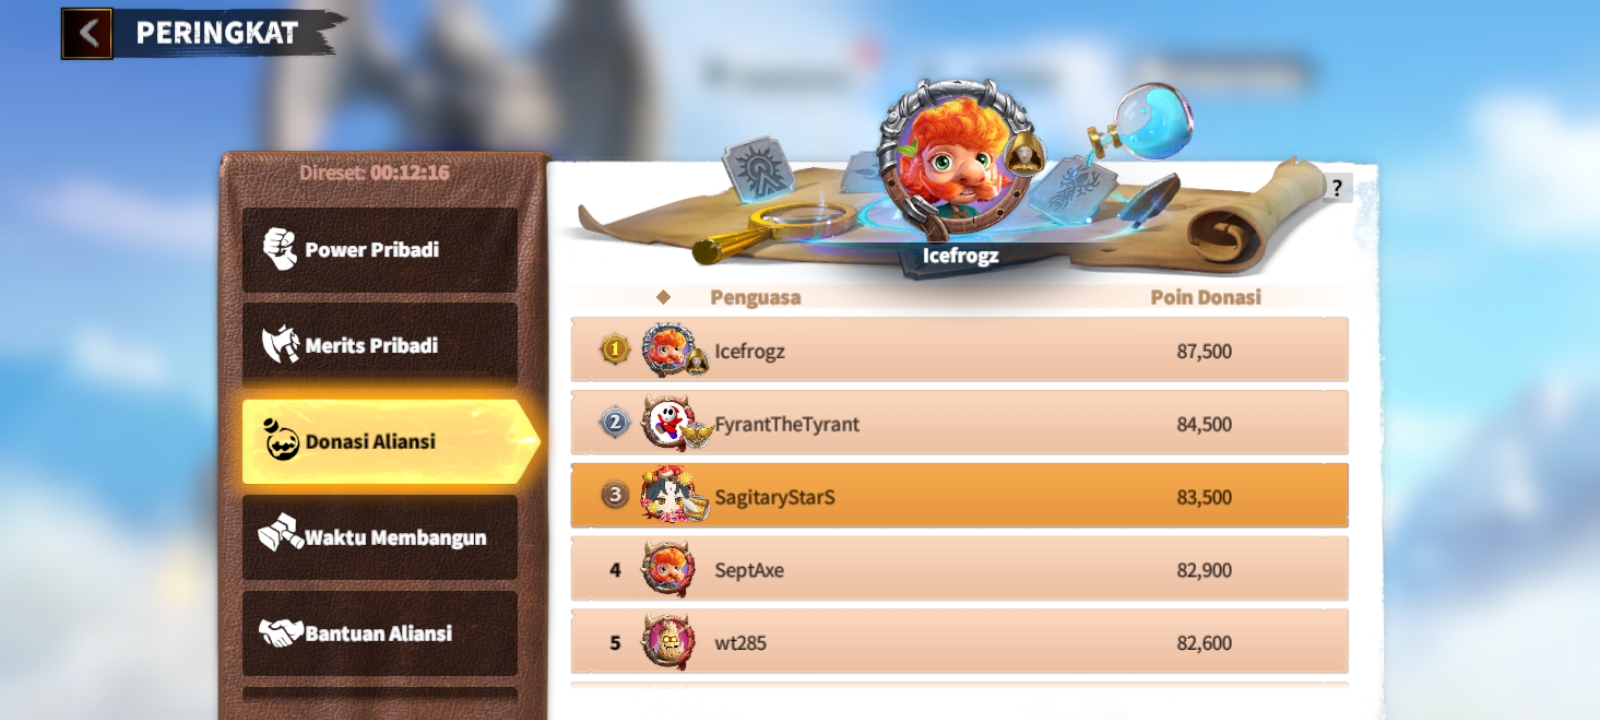 PERINGKAT
Direset: 00:12:16
Power Pribadi
Merits Pribadi
Donasi Aliansi
Waktu Membangun
Bantuan Aliansi
?
Icefrogz
Penguasa Poin Donasi
1 Icefrogz 87,500
2 FyrantTheTyrant 84,500
3 SagitaryStarS 83,500
4 SeptAxe 82,900
5 wt285 82,600